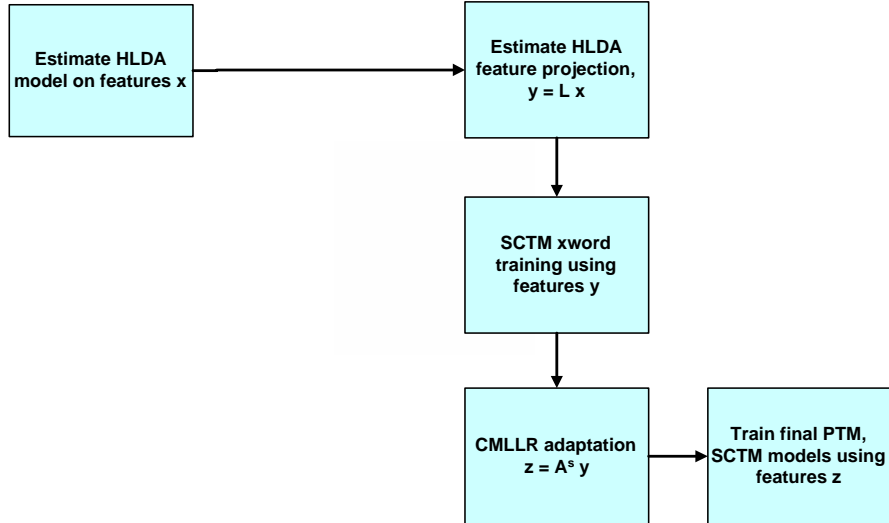 Estimate HLDA
model on features x
Estimate HLDA
feature projection,
y = L x
SCTM xword
training using
features y
CMLLR adaptation
z = Aˢ y
Train final PTM,
SCTM models using
features z